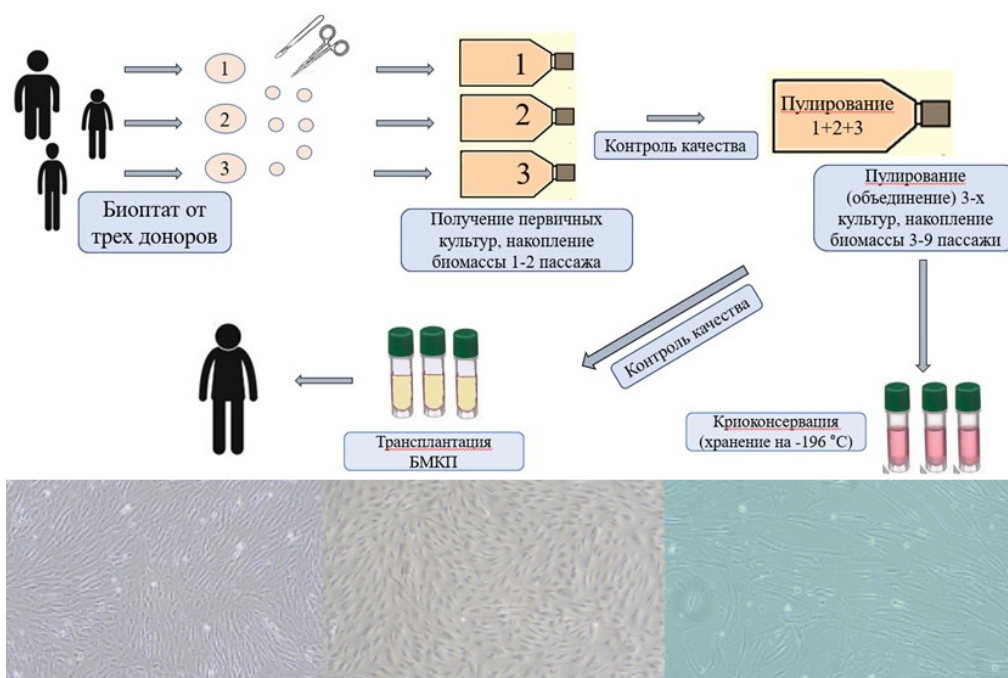 1
2
3
1
2
3
Пулирование
1+2+3
Контроль качества
Биоптат от
трех доноров
Получение первичных
культур, накопление
биомассы 1-2 пассажа
Пулирование
(объединение) 3-х
культур, накопление
биомассы 3-9 пассажи
Контроль качества
Трансплантация
БМКП
Криоконсервация
(хранение на -196 °C)